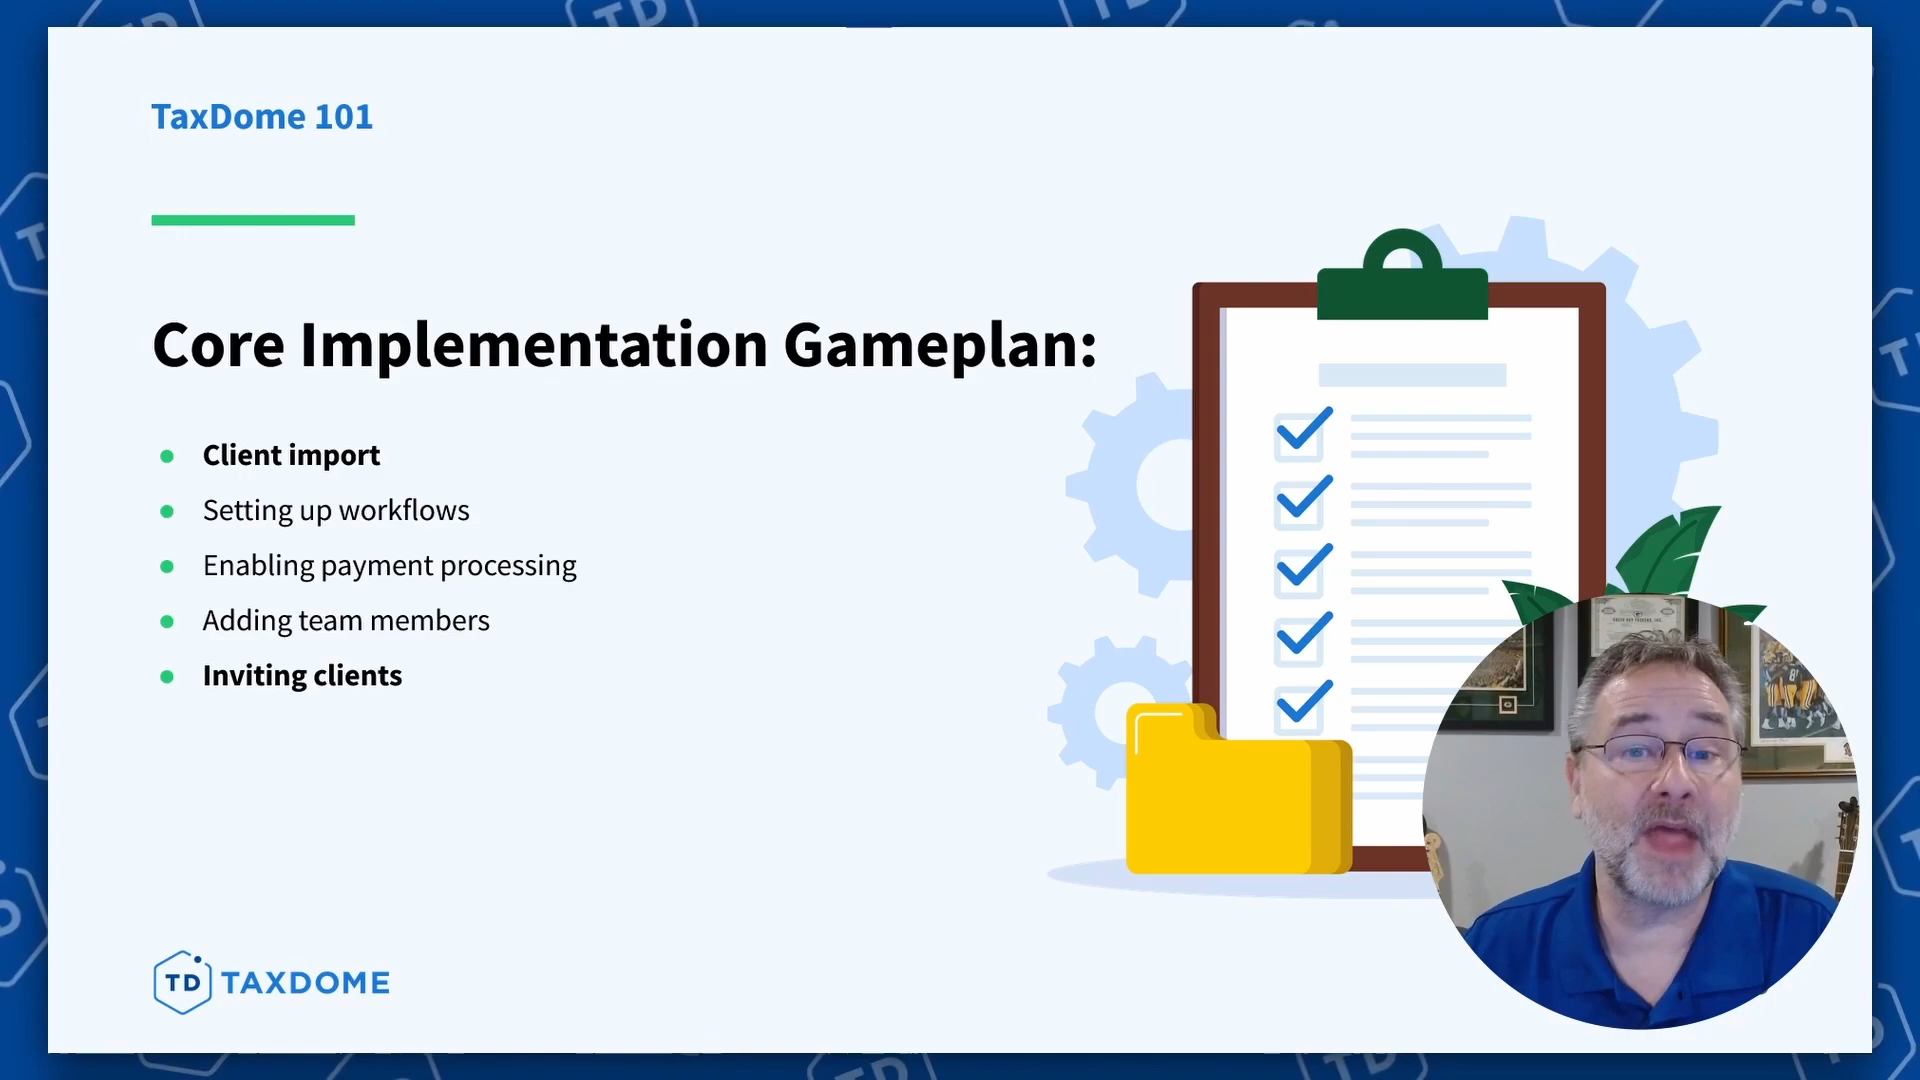 TaxDome 101
Core Implementation Gameplan:
Client import
Setting up workflows
Enabling payment processing
Adding team members
Inviting clients
TD TAXDOME